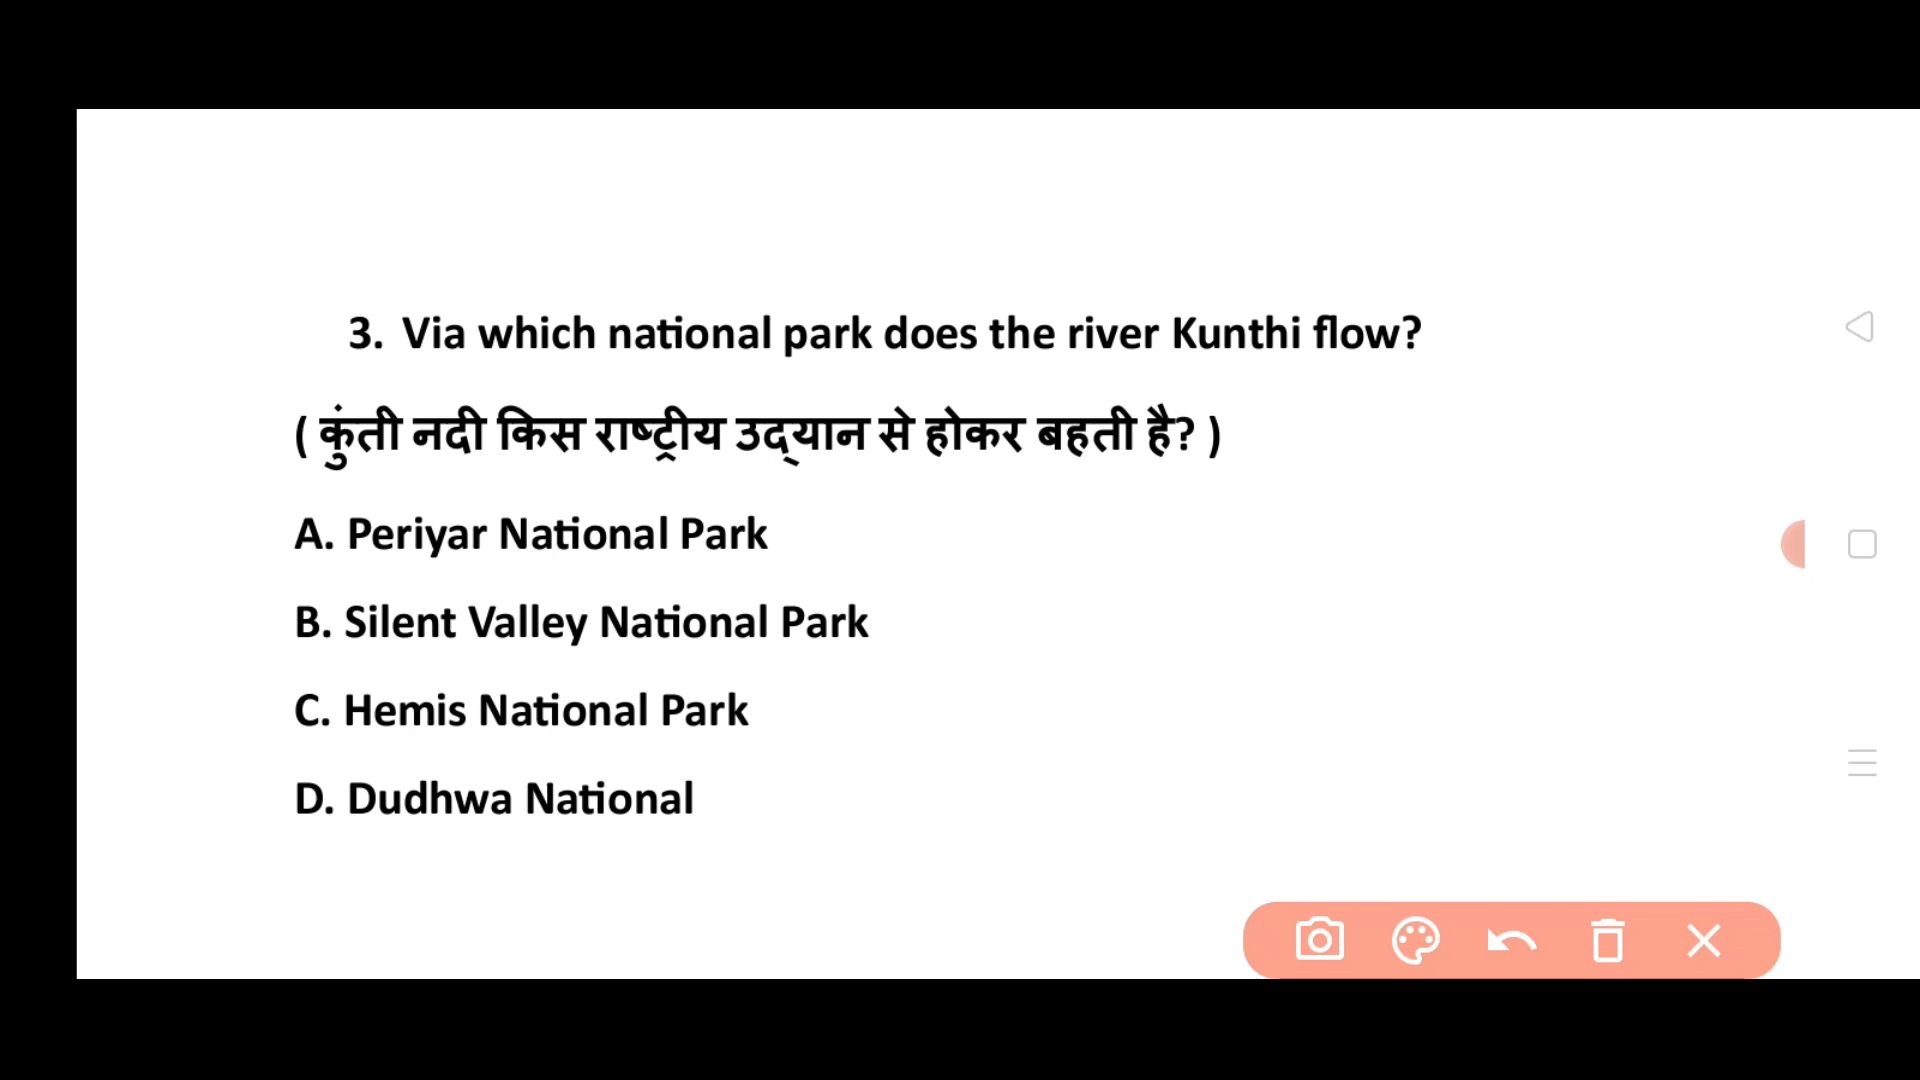 3. Via which national park does the river Kunthi flow?
( कुंती नदी किस राष्ट्रीय उद्यान से होकर बहती है? )
A. Periyar National Park
B. Silent Valley National Park
C. Hemis National Park
D. Dudhwa National